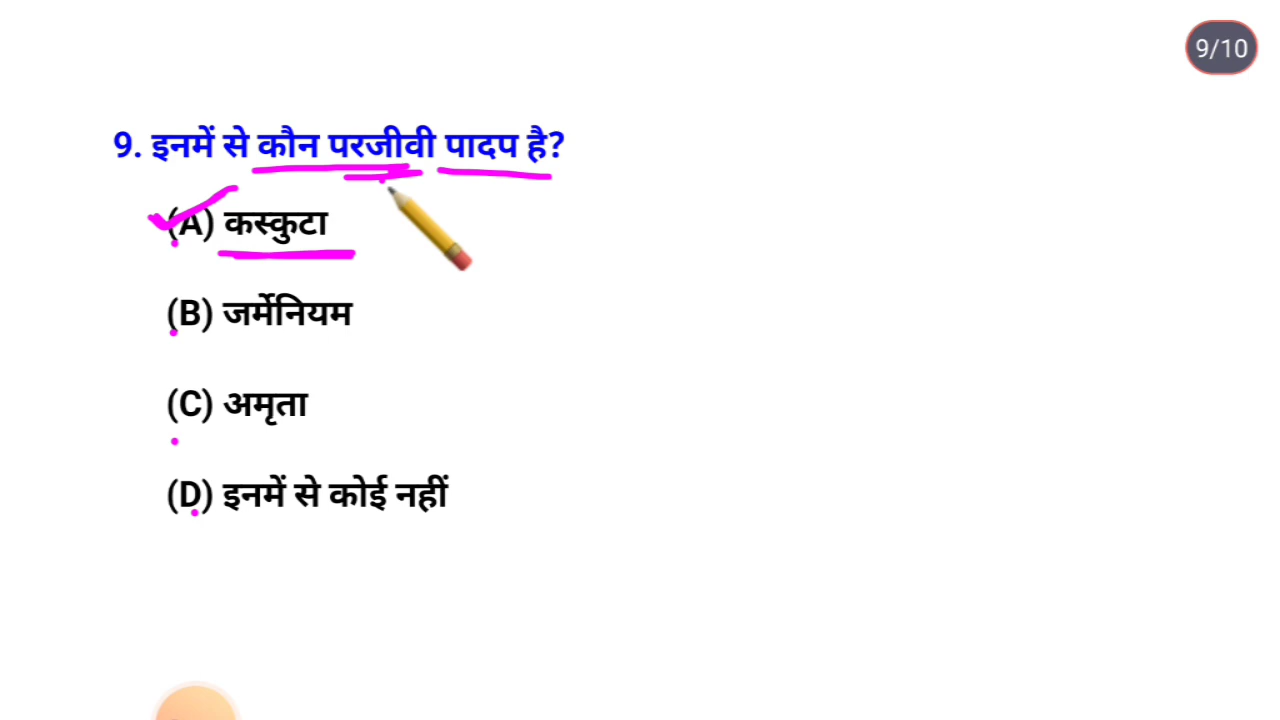 9/10
9. इनमें से कौन परजीवी पादप है?
(A) कस्कुटा
(B) जर्मेनियम
(C) अमृता
(D) इनमें से कोई नहीं